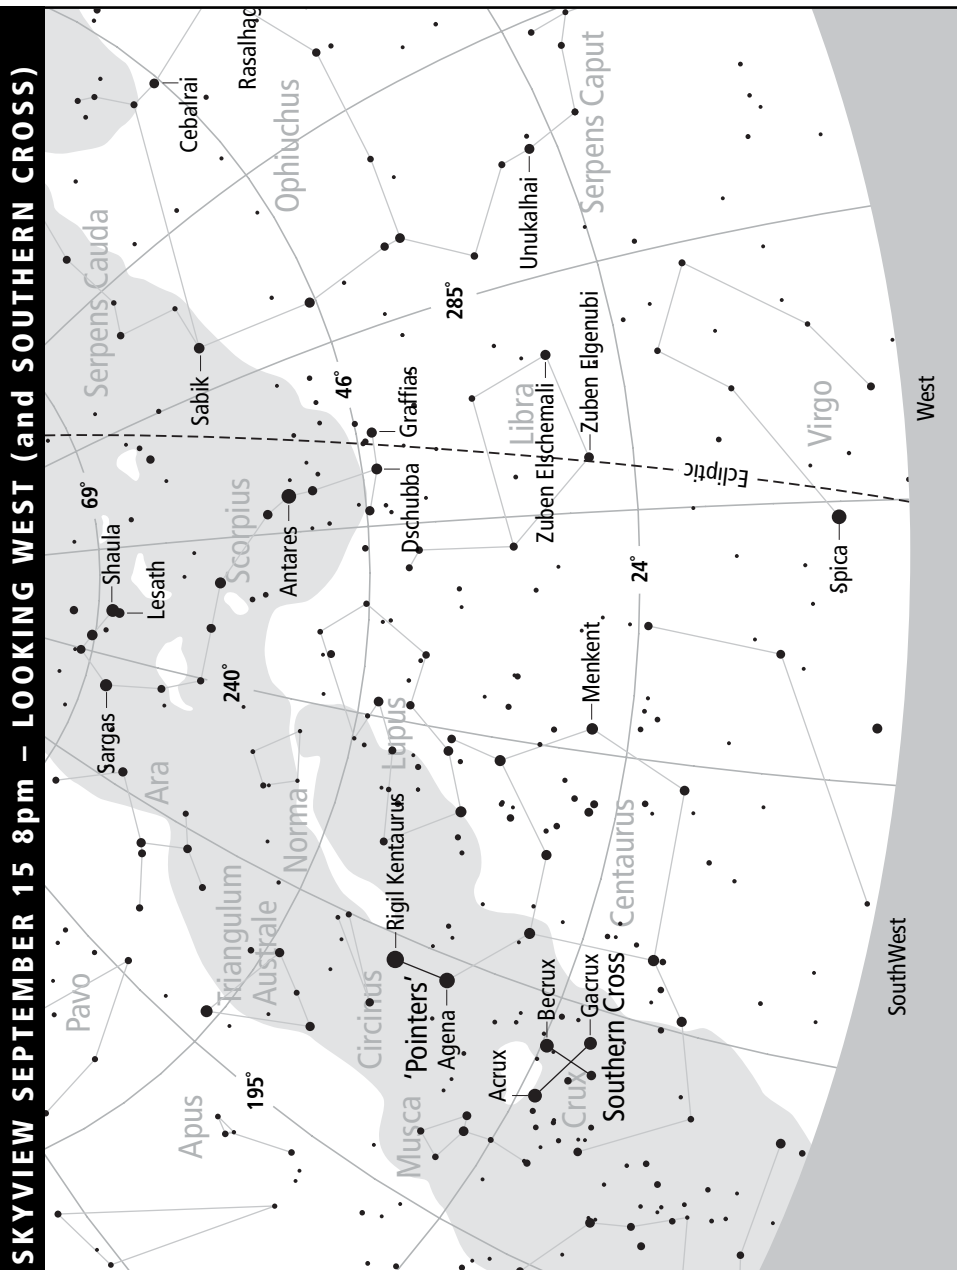 SKYVIEW SEPTEMBER 15 8pm – LOOKING WEST (and SOUTHERN CROSS)
Rasalhag
Cebalrai
Ophiuchus
Serpens Caput
Unukalhai
Serpens Cauda
285°
Sabik
46°
Graffias
Zuben Elgenubi
Libra
Zuben Elschemali
Virgo
West
Ecliptic
69°
Scorpius
Dschubba
Antares
Shaula
Lesath
24°
Spica
240°
Sargas
Menkent
Lupus
Ara
Norma
Rigil Kentaurus
Centaurus
Triangulum
Australe
Pavo
Circinus
'Pointers'
Agena
Becrux
Gacrux
Southern Cross
SouthWest
Acrux
Crux
195°
Apus
Musca